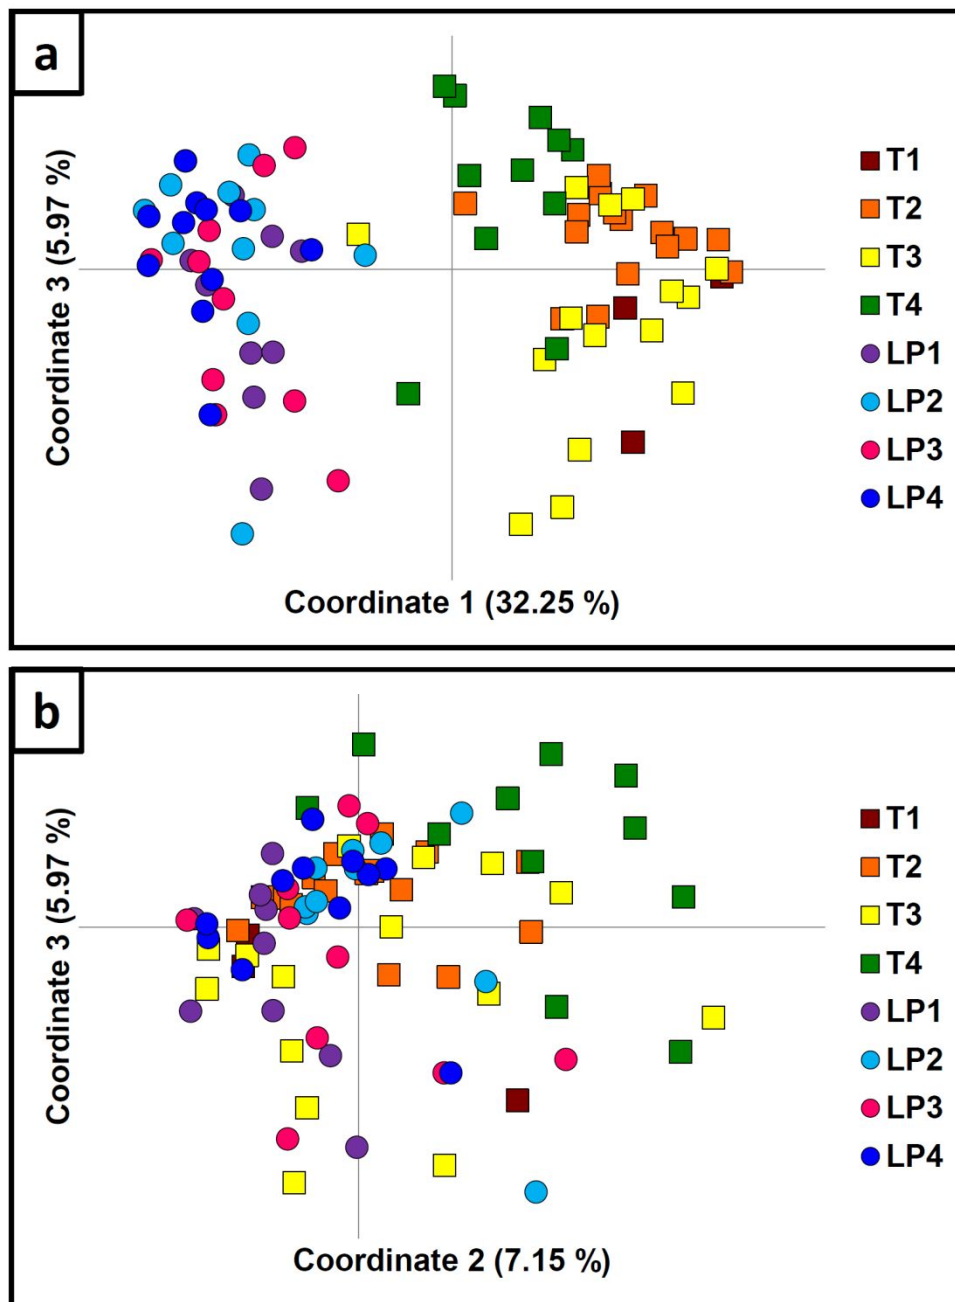 a
Coordinate 3 (5.97 %)
T1
T2
T3
T4
LP1
LP2
LP3
LP4
Coordinate 1 (32.25 %)
b
Coordinate 3 (5.97 %)
T1
T2
T3
T4
LP1
LP2
LP3
LP4
Coordinate 2 (7.15 %)